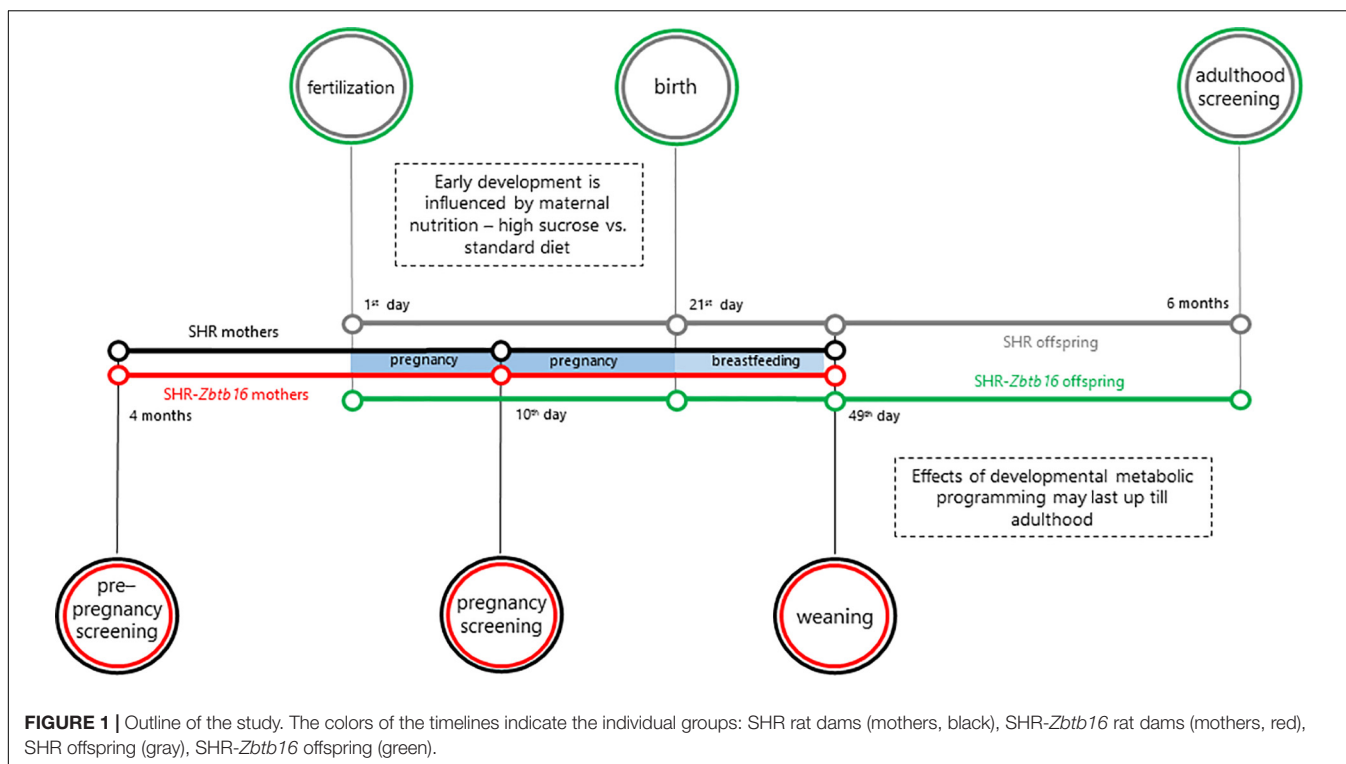 fertilization
birth
adulthood
screening
Early development is
influenced by maternal
nutrition – high sucrose vs.
standard diet
1st day
21st day
6 months
SHR mothers
SHR offspring
pregnancy
pregnancy
breastfeeding
SHR-Zbtb16 mothers
SHR-Zbtb16 offspring
4 months
10th day
49th day
Effects of developmental metabolic
programming may last up till
adulthood
pre–
pregnancy
screening
pregnancy
screening
weaning
FIGURE 1 | Outline of the study. The colors of the timelines indicate the individual groups: SHR rat dams (mothers, black), SHR-Zbtb16 rat dams (mothers, red),
SHR offspring (gray), SHR-Zbtb16 offspring (green).